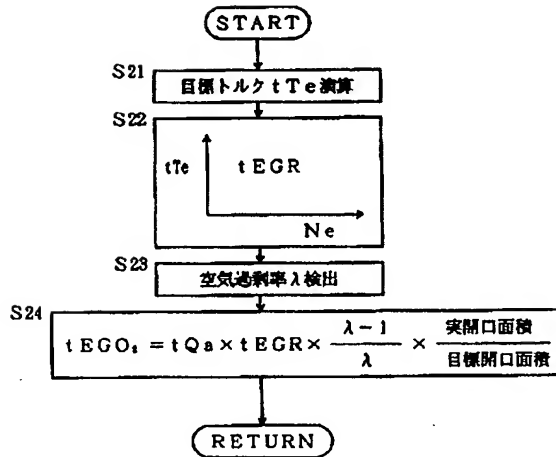 START
S21
目標トルクtTe演算
S22
tTe
tEGR
Ne
S23
空気過剰率λ検出
S24
tEGO₂ = tQa × tEGR × (λ-1)/λ × 実開口面積/目標開口面積
RETURN